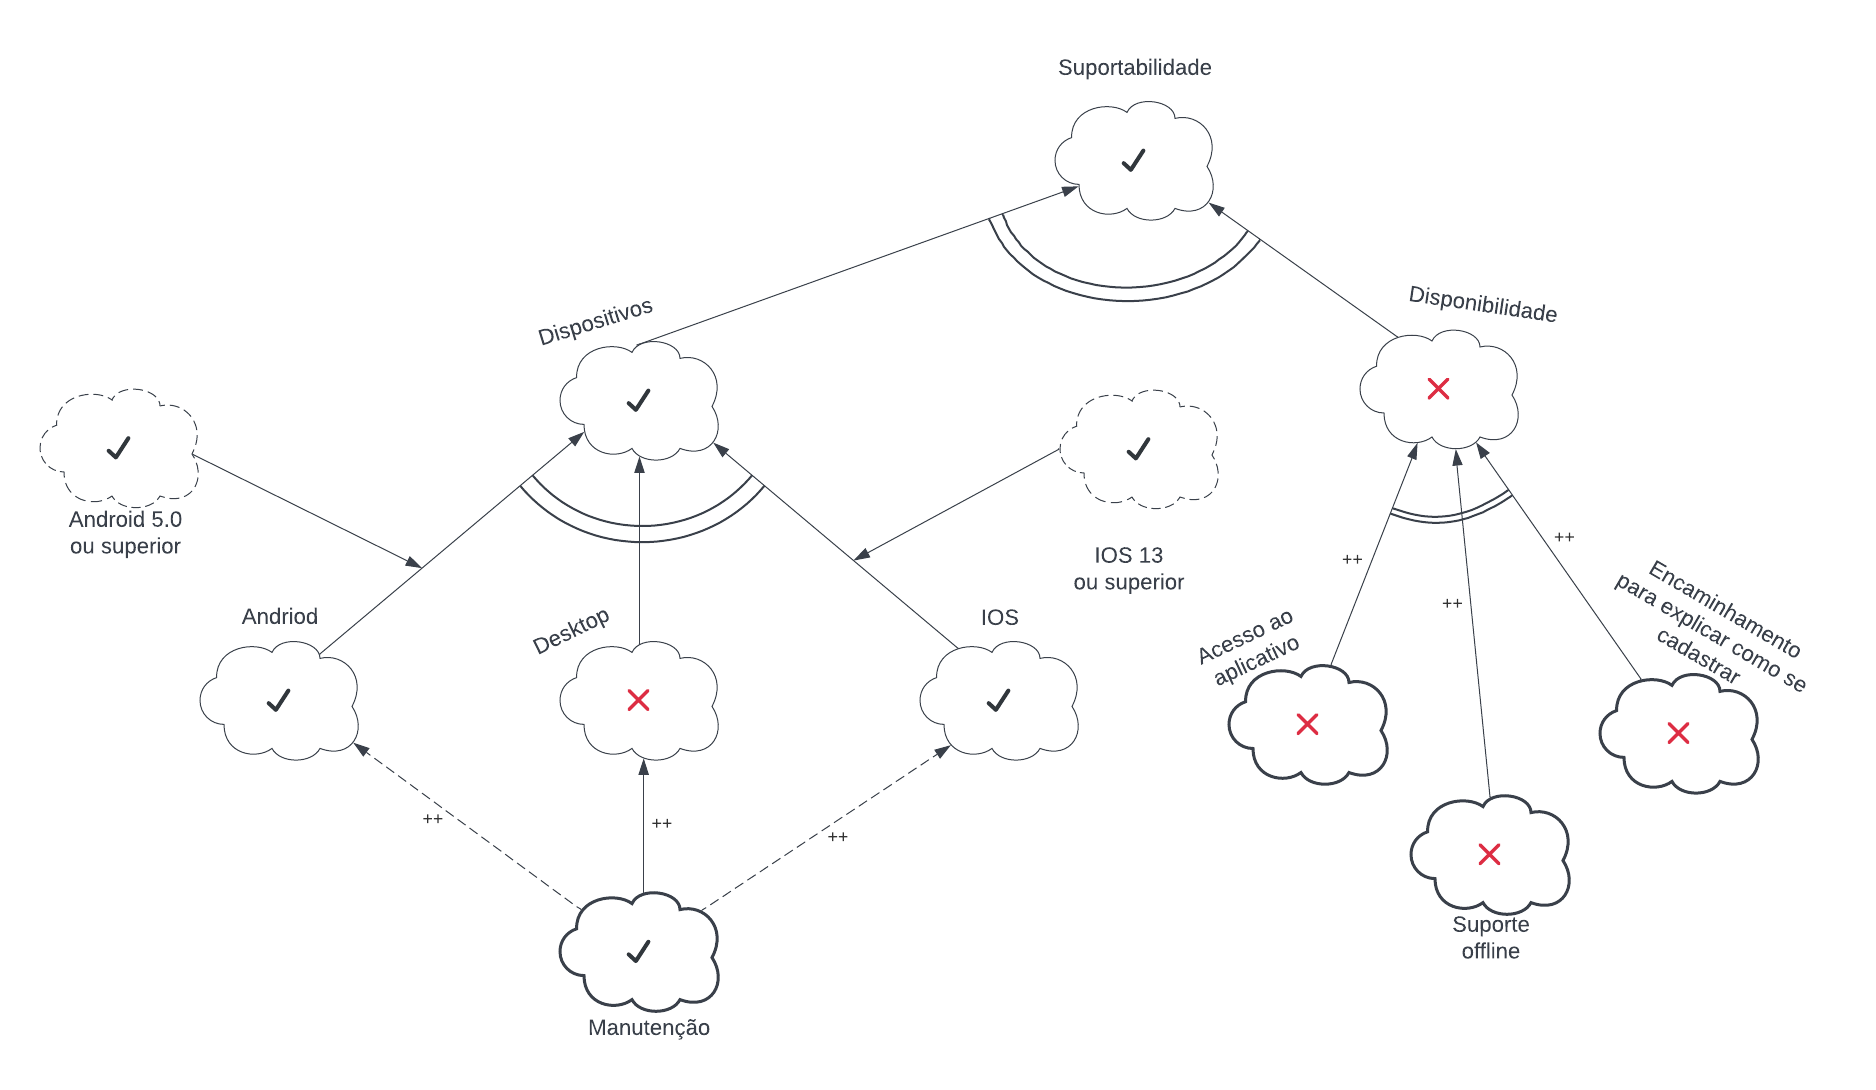 Suportabilidade
Dispositivos
Disponibilidade
Android 5.0
ou superior
IOS 13
ou superior
++
++
++
Andriod
Desktop
IOS
Acesso ao
aplicativo
Encaminhamento
para explicar como se
cadastrar
++
++
++
Suporte
offline
Manutenção